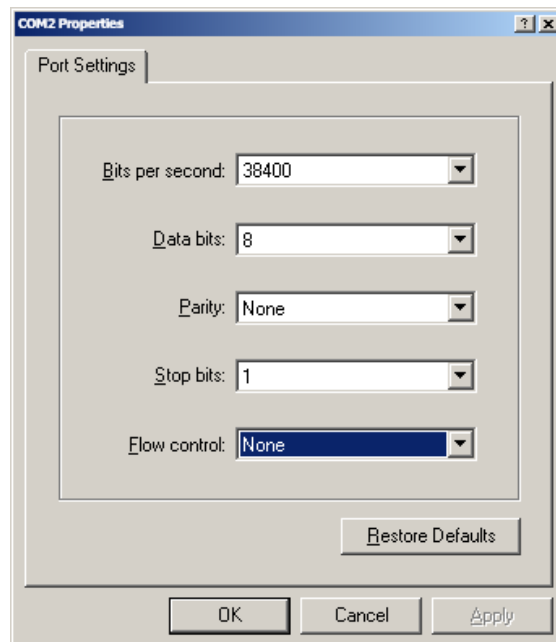 COM2 Properties
Port Settings
Bits per second: 38400
Data bits: 8
Parity: None
Stop bits: 1
Flow control: None
Restore Defaults
OK Cancel Apply